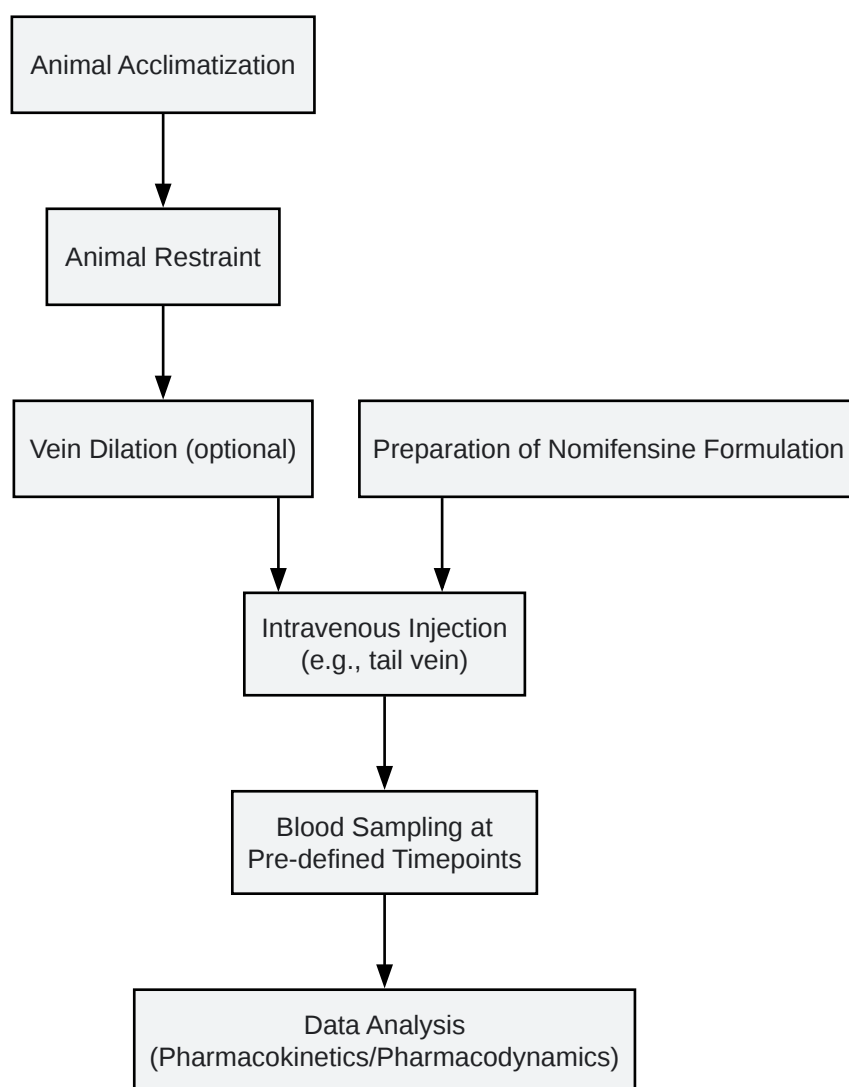 Animal Acclimatization
Animal Restraint
Vein Dilation (optional)
Preparation of Nomifensine Formulation
Intravenous Injection
(e.g., tail vein)
Blood Sampling at
Pre-defined Timepoints
Data Analysis
(Pharmacokinetics/Pharmacodynamics)